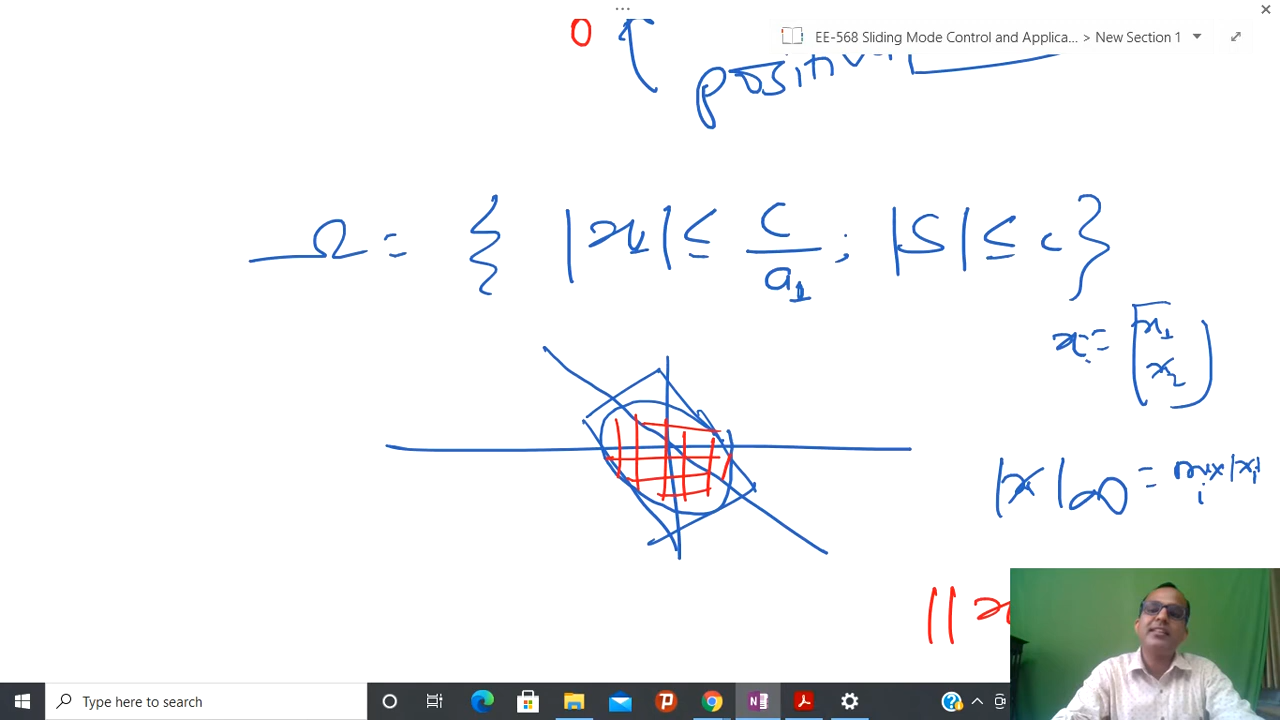 EE-568 Sliding Mode Control and Applica... > New Section 1
0
Ω = { |x₁| ≤ c/a₁ ; |S| ≤ c }
x = [x₁
x₂]
|x|∞ = max|xᵢ|
i
||x
Type here to search